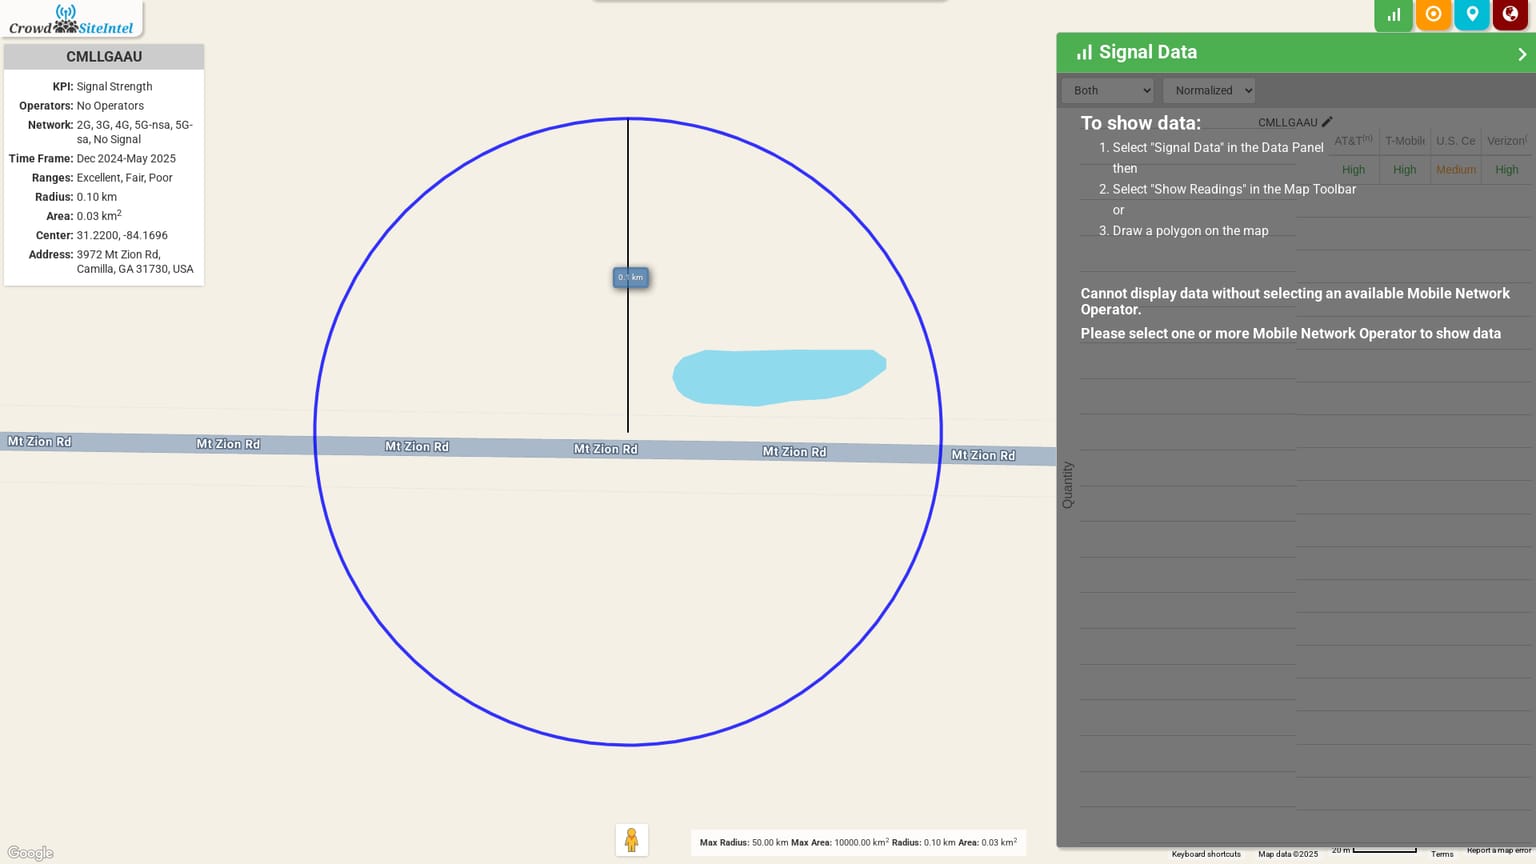 Crowd SiteIntel
CMLLGAAU
KPI: Signal Strength
Operators: No Operators
Network: 2G, 3G, 4G, 5G-nsa, 5G-
sa, No Signal
Time Frame: Dec 2024-May 2025
Ranges: Excellent, Fair, Poor
Radius: 0.10 km
Area: 0.03 km²
Center: 31.2200, -84.1696
Address: 3972 Mt Zion Rd,
Camilla, GA 31730, USA
0.1 km
Mt Zion Rd
Mt Zion Rd
Mt Zion Rd
Mt Zion Rd
Mt Zion Rd
Mt Zion Rd
Google
Max Radius: 50.00 km Max Area: 10000.00 km² Radius: 0.10 km Area: 0.03 km²
Signal Data
Both Normalized
To show data:
CMLLGAAU
AT&T(n) T-Mobile U.S. Ce Verizon(
1. Select "Signal Data" in the Data Panel
then
High High Medium High
2. Select "Show Readings" in the Map Toolbar
or
3. Draw a polygon on the map
Cannot display data without selecting an available Mobile Network
Operator.
Please select one or more Mobile Network Operator to show data
Quantity
Keyboard shortcuts Map data ©2025 20 m Terms Report a map error